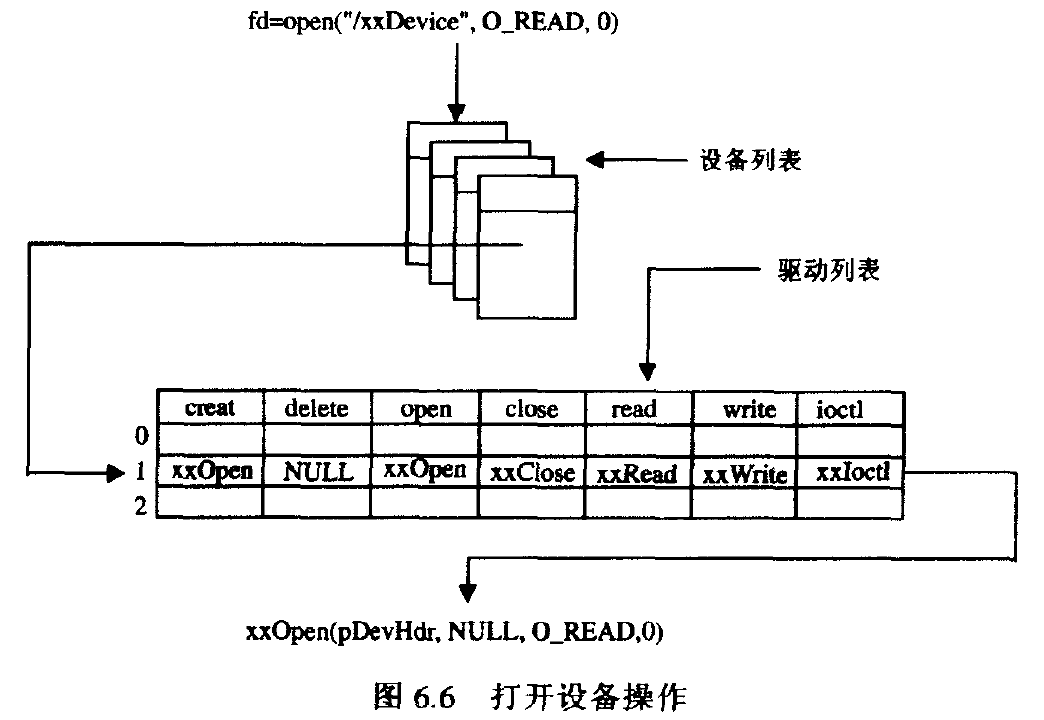 fd=open("/xxDevice", O_READ, 0)
设备列表
驱动列表
creat delete open close read write ioctl
0
1 xxOpen NULL xxOpen xxClose xxRead xxWrite xxIoctl
2
xxOpen(pDevHdr, NULL, O_READ,0)
图 6.6 打开设备操作